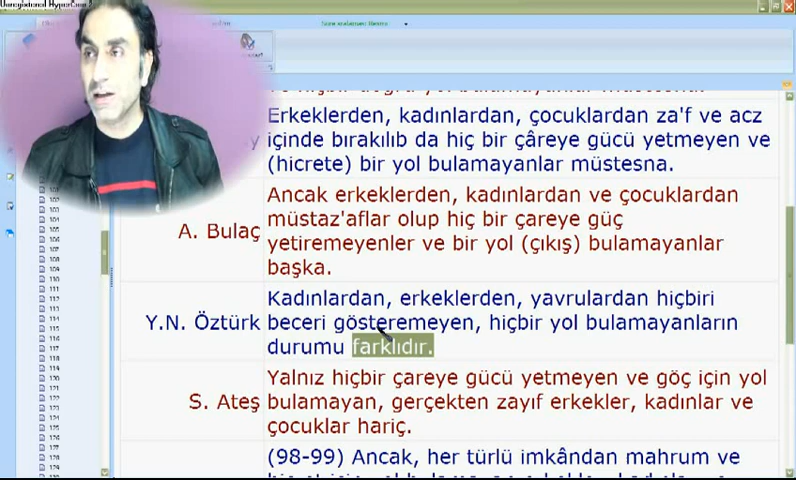 Erkeklerden, kadınlardan, çocuklardan za'f ve acz
içinde bırakılıb da hiç bir çâreye gücü yetmeyen ve
(hicrete) bir yol bulamayanlar müstesna.
A. Bulaç
Ancak erkeklerden, kadınlardan ve çocuklardan
müstaz'aflar olup hiç bir çareye güç
yetiremeyenler ve bir yol (çıkış) bulamayanlar
başka.
Y.N. Öztürk
Kadınlardan, erkeklerden, yavrulardan hiçbiri
beceri gösteremeyen, hiçbir yol bulamayanların
durumu farklıdır.
S. Ateş
Yalnız hiçbir çareye gücü yetmeyen ve göç için yol
bulamayan, gerçekten zayıf erkekler, kadınlar ve
çocuklar hariç.
(98-99) Ancak, her türlü imkândan mahrum ve